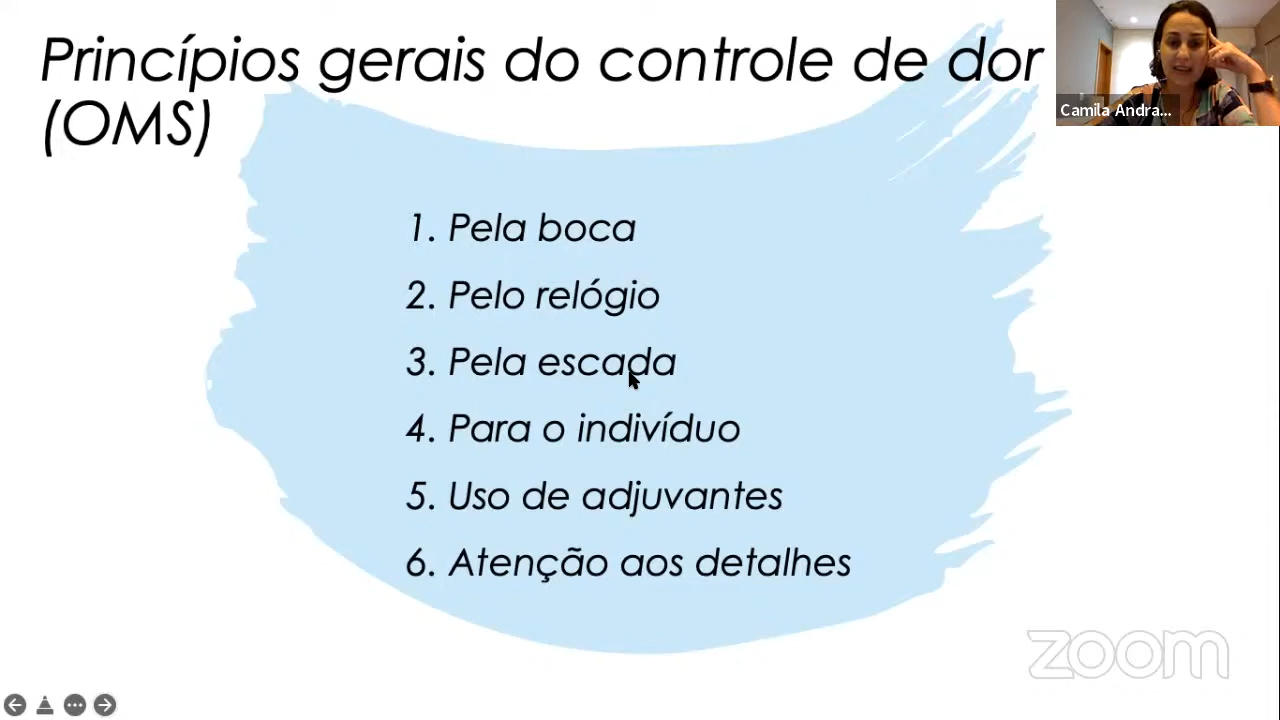 Princípios gerais do controle de dor
(OMS)
Camila Andra...
1. Pela boca
2. Pelo relógio
3. Pela escada
4. Para o indivíduo
5. Uso de adjuvantes
6. Atenção aos detalhes
zoom